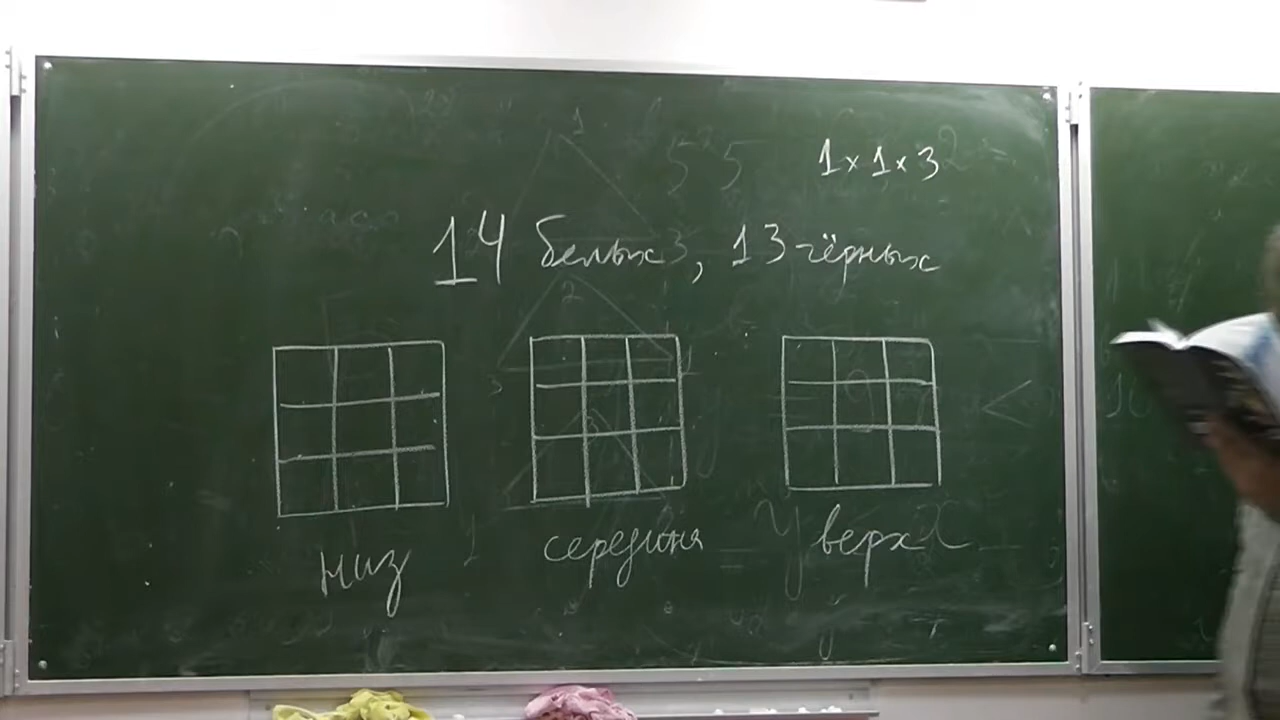 1×1×3
14 белых, 13 чёрных
низ
середина
верх